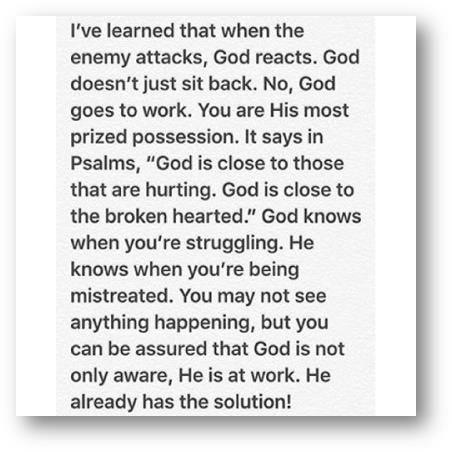 I've learned that when the
enemy attacks, God reacts. God
doesn't just sit back. No, God
goes to work. You are His most
prized possession. It says in
Psalms, “God is close to those
that are hurting. God is close to
the broken hearted.” God knows
when you're struggling. He
knows when you're being
mistreated. You may not see
anything happening, but you
can be assured that God is not
only aware, He is at work. He
already has the solution!